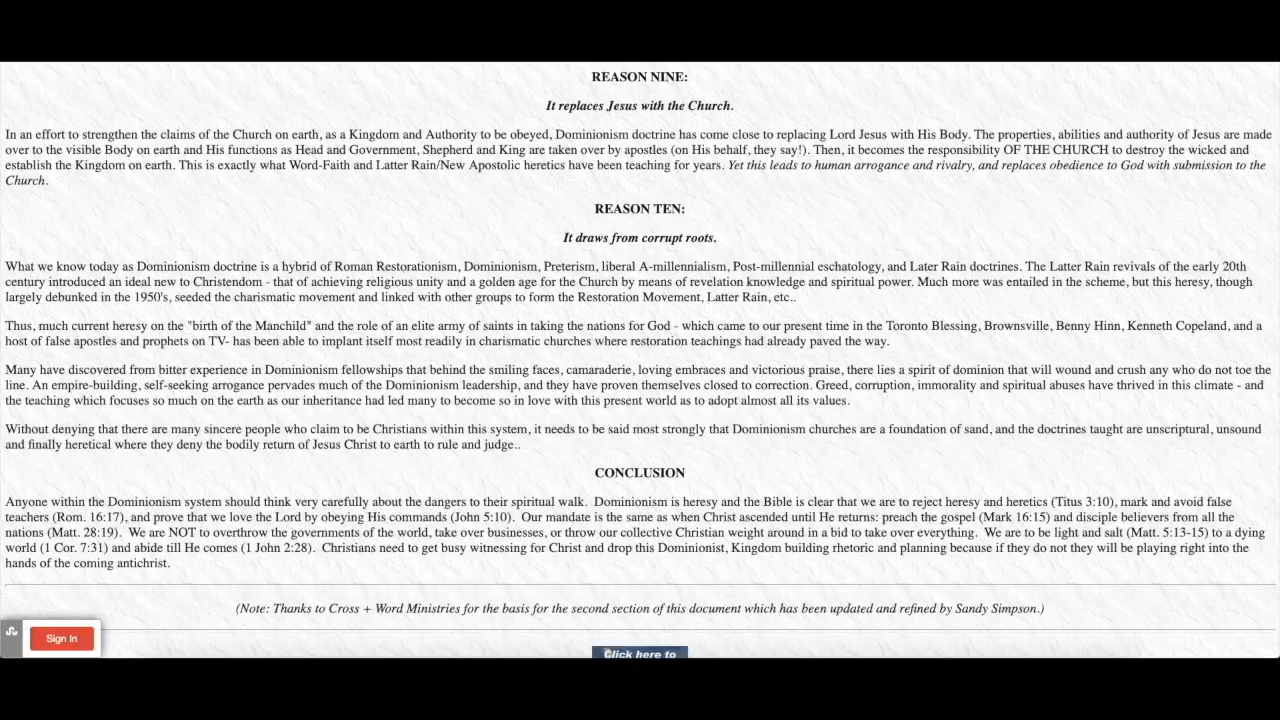 REASON NINE:
It replaces Jesus with the Church.
In an effort to strengthen the claims of the Church on earth, as a Kingdom and Authority to be obeyed, Dominionism doctrine has come close to replacing Lord Jesus with His Body. The properties, abilities and authority of Jesus are made
over to the visible Body on earth and His functions as Head and Government, Shepherd and King are taken over by apostles (on His behalf, they say!). Then, it becomes the responsibility OF THE CHURCH to destroy the wicked and
establish the Kingdom on earth. This is exactly what Word-Faith and Latter Rain/New Apostolic heretics have been teaching for years. Yet this leads to human arrogance and rivalry, and replaces obedience to God with submission to the
Church.
REASON TEN:
It draws from corrupt roots.
What we know today as Dominionism doctrine is a hybrid of Roman Restorationism, Dominionism, Preterism, liberal A-millennialism, Post-millennial eschatology, and Later Rain doctrines. The Latter Rain revivals of the early 20th
century introduced an ideal new to Christendom - that of achieving religious unity and a golden age for the Church by means of revelation knowledge and spiritual power. Much more was entailed in the scheme, but this heresy, though
largely debunked in the 1950's, seeded the charismatic movement and linked with other groups to form the Restoration Movement, Latter Rain, etc..
Thus, much current heresy on the "birth of the Manchild" and the role of an elite army of saints in taking the nations for God - which came to our present time in the Toronto Blessing, Brownsville, Benny Hinn, Kenneth Copeland, and a
host of false apostles and prophets on TV- has been able to implant itself most readily in charismatic churches where restoration teachings had already paved the way.
Many have discovered from bitter experience in Dominionism fellowships that behind the smiling faces, camaraderie, loving embraces and victorious praise, there lies a spirit of dominion that will wound and crush any who do not toe the
line. An empire-building, self-seeking arrogance pervades much of the Dominionism leadership, and they have proven themselves closed to correction. Greed, corruption, immorality and spiritual abuses have thrived in this climate - and
the teaching which focuses so much on the earth as our inheritance had led many to become so in love with this present world as to adopt almost all its values.
Without denying that there are many sincere people who claim to be Christians within this system, it needs to be said most strongly that Dominionism churches are a foundation of sand, and the doctrines taught are unscriptural, unsound
and finally heretical where they deny the bodily return of Jesus Christ to earth to rule and judge..
CONCLUSION
Anyone within the Dominionism system should think very carefully about the dangers to their spiritual walk. Dominionism is heresy and the Bible is clear that we are to reject heresy and heretics (Titus 3:10), mark and avoid false
teachers (Rom. 16:17), and prove that we love the Lord by obeying His commands (John 5:10). Our mandate is the same as when Christ ascended until He returns: preach the gospel (Mark 16:15) and disciple believers from all the
nations (Matt. 28:19). We are NOT to overthrow the governments of the world, take over businesses, or throw our collective Christian weight around in a bid to take over everything. We are to be light and salt (Matt. 5:13-15) to a dying
world (1 Cor. 7:31) and abide till He comes (1 John 2:28). Christians need to get busy witnessing for Christ and drop this Dominionist, Kingdom building rhetoric and planning because if they do not they will be playing right into the
hands of the coming antichrist.
(Note: Thanks to Cross + Word Ministries for the basis for the second section of this document which has been updated and refined by Sandy Simpson.)
Sign In
Click here to